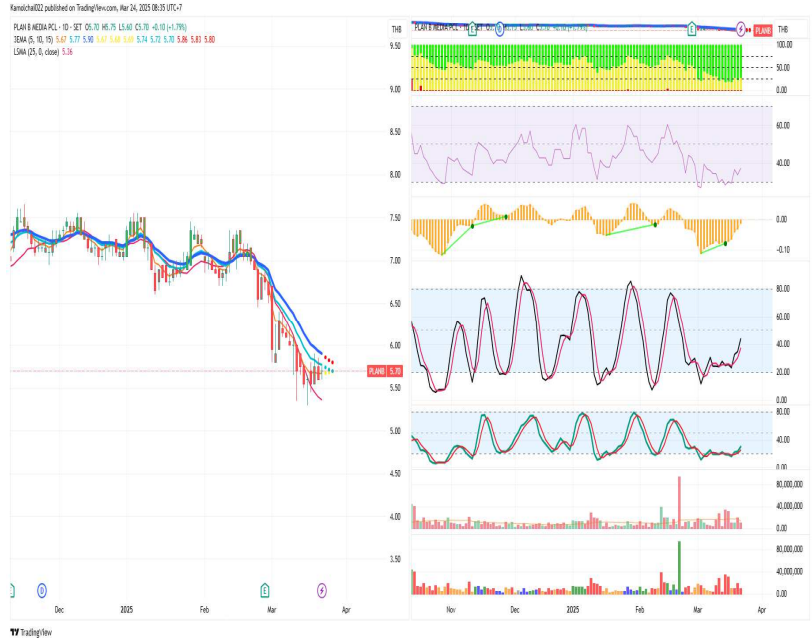 Kamolchai022 published on TradingView.com, Mar 24, 2025 08:35 UTC+7
PLAN B MEDIA PCL · 1D · SET O5.70 H5.75 L5.60 C5.70 +0.10 (+1.79%)
3EMA (5, 10, 15) 5.67 5.77 5.90 5.74 5.72 5.70 5.86 5.83 5.80
LSMA (25, 0, close) 5.36
THB
9.50
9.00
8.50
8.00
7.50
7.00
6.50
6.00
PLANB 5.70
5.50
5.00
4.50
4.00
3.50
E
D
E
Dec
2025
Feb
Mar
Apr
PLAN B MEDIA PCL · 1D · SET
E
D
E
PLANB
THB
100.00
50.00
0.00
60.00
40.00
0.00
-0.10
80.00
60.00
40.00
20.00
0.00
80.00
40.00
0.00
80,000,000
40,000,000
0.00
80,000,000
40,000,000
0.00
Nov
Dec
2025
Feb
Mar
Apr
TradingView